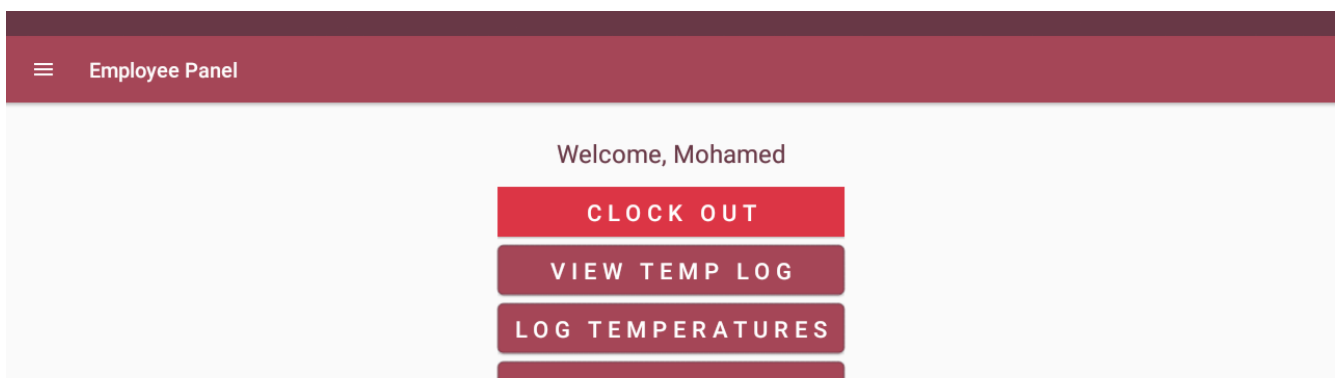 Employee Panel
Welcome, Mohamed
CLOCK OUT
VIEW TEMP LOG
LOG TEMPERATURES